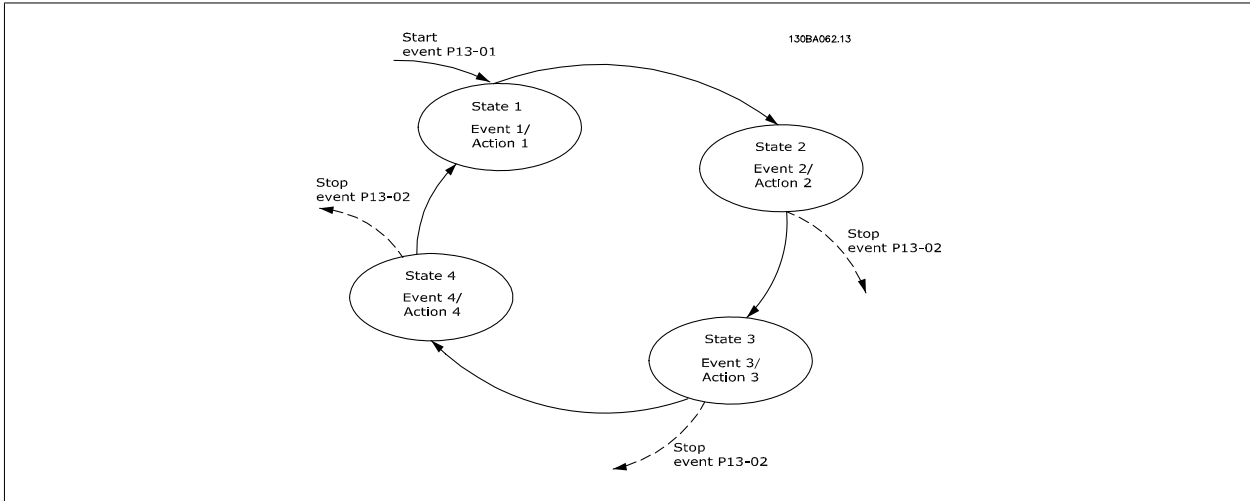 Start
event P13-01
130BA062.13
State 1
Event 1/
Action 1
State 2
Event 2/
Action 2
Stop
event P13-02
Stop
event P13-02
State 4
Event 4/
Action 4
State 3
Event 3/
Action 3
Stop
event P13-02